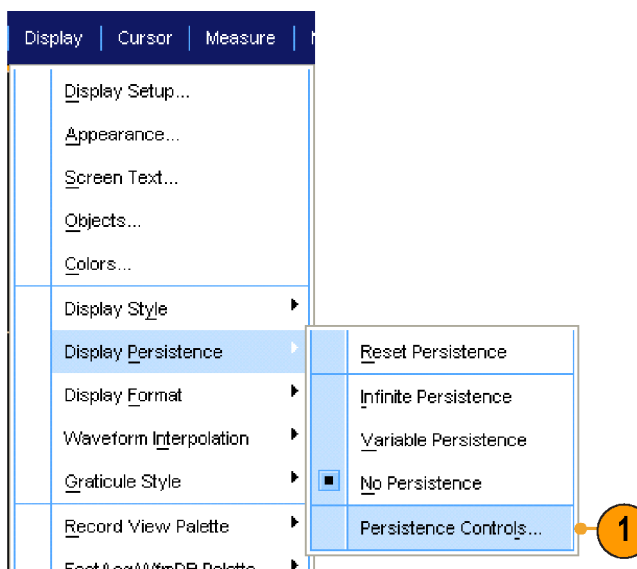 Display Cursor Measure
Display Setup...
Appearance...
Screen Text...
Objects...
Colors...
Display Style
Display Persistence
Reset Persistence
Display Format
Infinite Persistence
Waveform Interpolation
Variable Persistence
Graticule Style
No Persistence
Record View Palette
Persistence Controls...
1